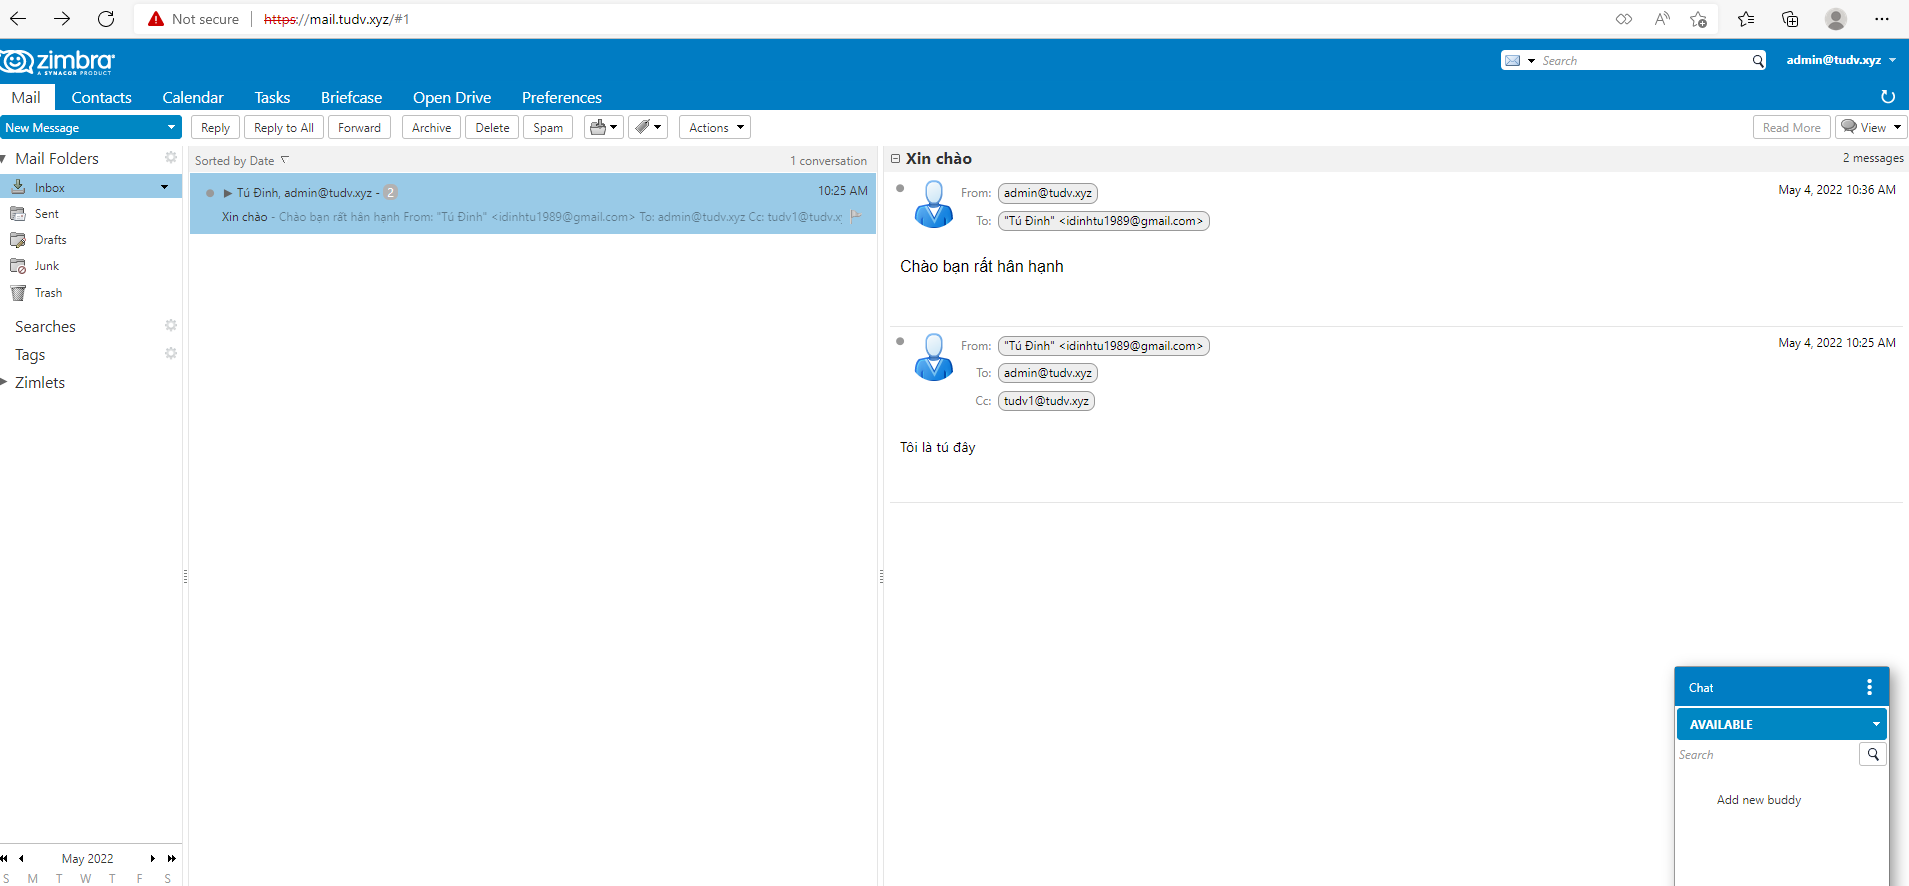 Not secure https://mail.tudv.xyz/#1
zimbra
A SYNACOR PRODUCT
Search
admin@tudv.xyz
Mail Contacts Calendar Tasks Briefcase Open Drive Preferences
New Message
Reply Reply to All Forward Archive Delete Spam Actions Read More View
Mail Folders
Inbox
Sent
Drafts
Junk
Trash
Searches
Tags
Zimlets
May 2022
S M T W T F S
Sorted by Date 1 conversation
Tú Đinh, admin@tudv.xyz - 2 10:25 AM
Xin chào - Chào bạn rất hân hạnh From: "Tú Đinh" <idinhtu1989@gmail.com> To: admin@tudv.xyz Cc: tudv1@tudv.xy
Xin chào 2 messages
From: admin@tudv.xyz May 4, 2022 10:36 AM
To: "Tú Đinh" <idinhtu1989@gmail.com>
Chào bạn rất hân hạnh
From: "Tú Đinh" <idinhtu1989@gmail.com> May 4, 2022 10:25 AM
To: admin@tudv.xyz
Cc: tudv1@tudv.xyz
Tôi là tú đây
Chat
AVAILABLE
Search
Add new buddy